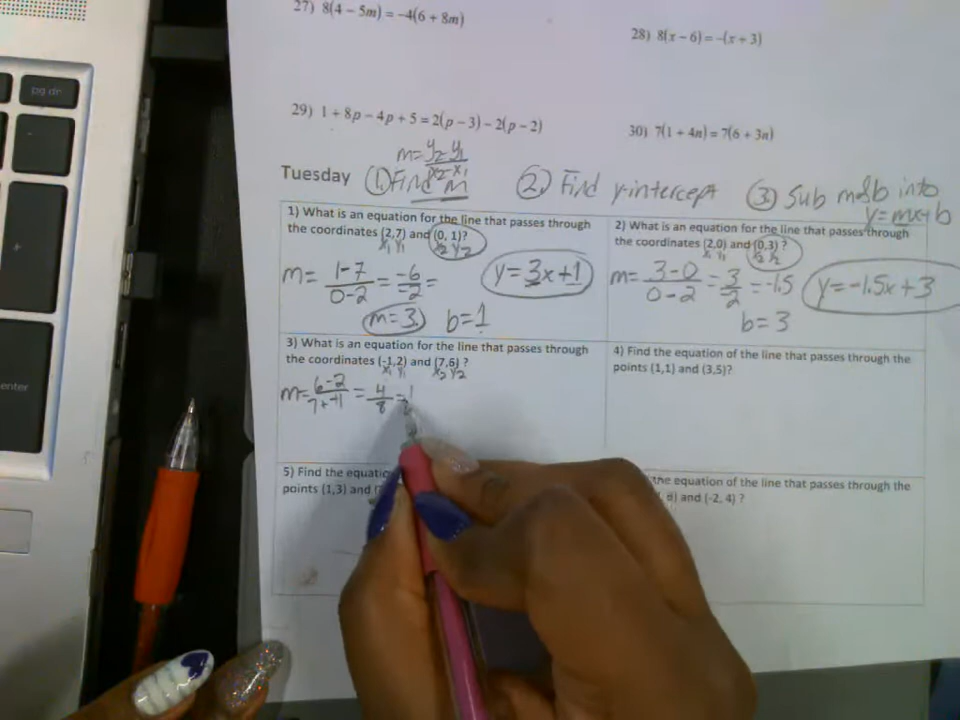 pg dn
enter
27) 8(4 − 5m) = −4(6 + 8m)
28) 8(x − 6) = −(x + 3)
29) 1 + 8p − 4p + 5 = 2(p − 3) − 2(p − 2)
30) 7(1 + 4n) = 7(6 + 3n)
m= y2-y1
x2-x1
Tuesday ① Find m ② Find y-intercept ③ Sub m&b into
y=mx+b
1) What is an equation for the line that passes through
the coordinates (2,7) and (0, 1)?
x1 y1 x2 y2
m= 1-7 = -6 =
0-2 -2
y=3x+1
m=3 b=1
2) What is an equation for the line that passes through
the coordinates (2,0) and (0,3) ?
x1 y1 x2 y2
m= 3-0 = 3 = -1.5
0-2 -2
y=-1.5x+3
b=3
3) What is an equation for the line that passes through
the coordinates (-1,2) and (7,6) ?
x1 y1 x2 y2
m= 6-2 = 4 = 1
7+ +1 8 2
4) Find the equation of the line that passes through the
points (1,1) and (3,5)?
5) Find the
points (1,3) and
the equation of the line that passes through the
and (-2, 4) ?